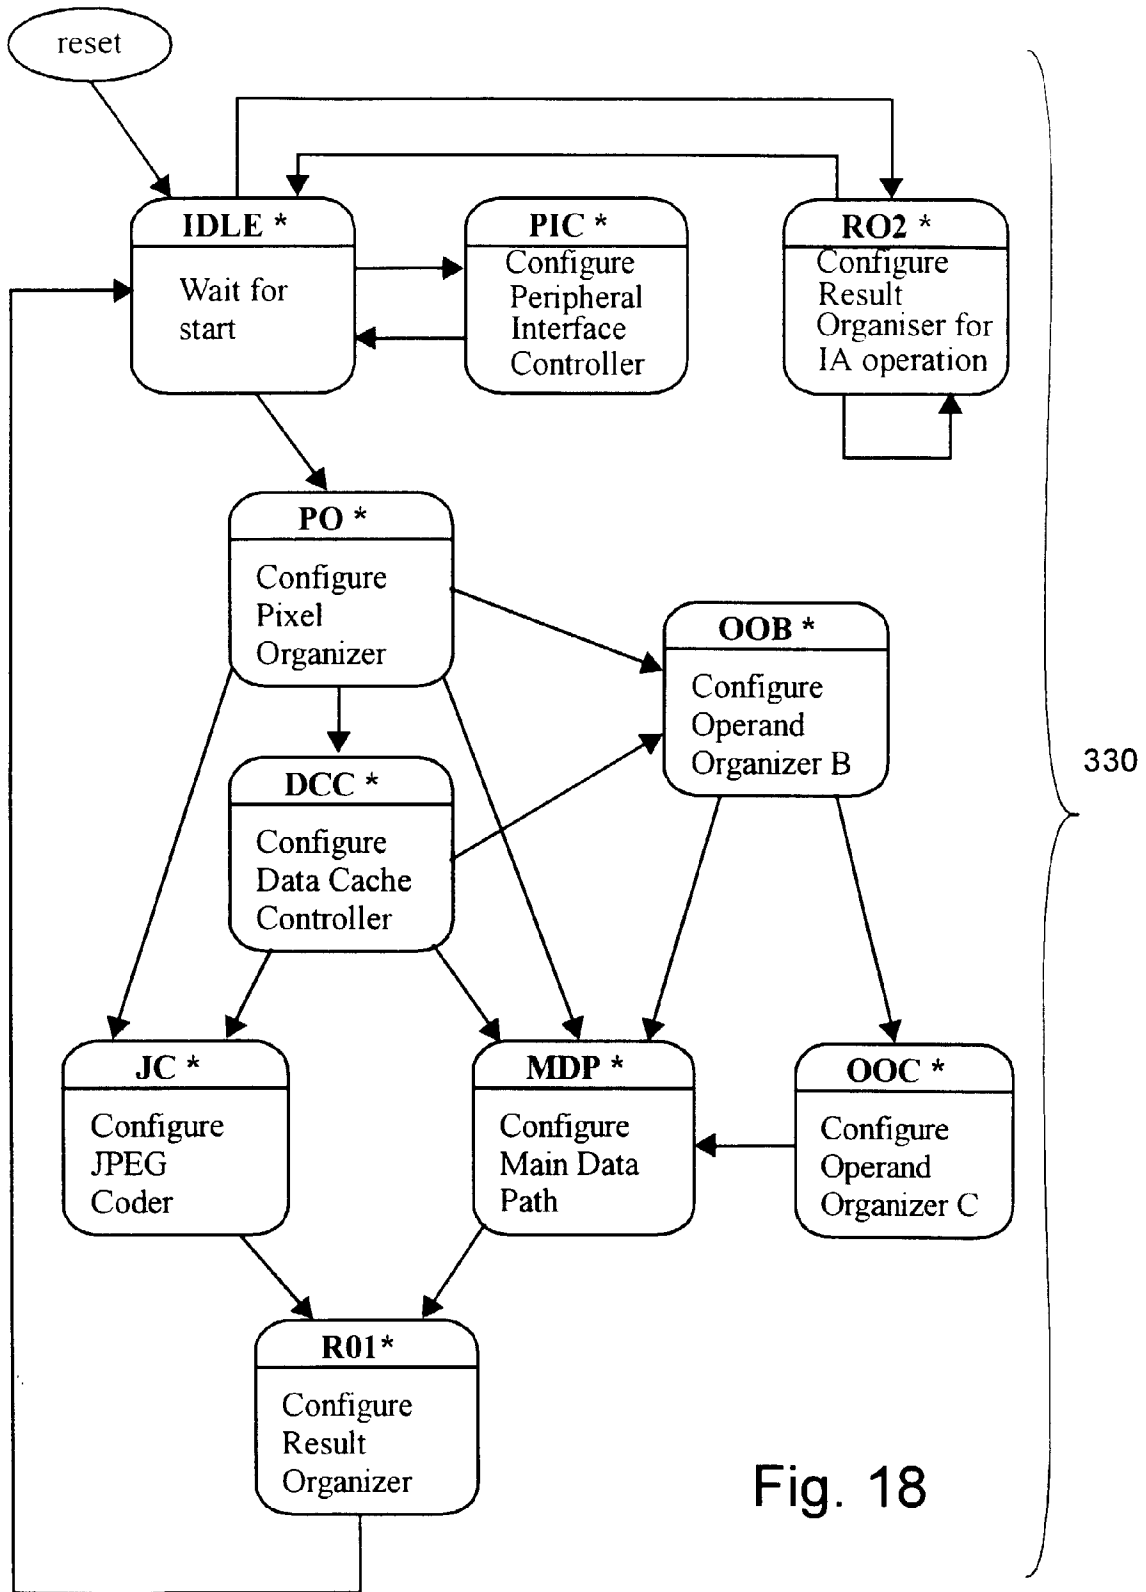 reset
IDLE *
Wait for
start
PIC *
Configure
Peripheral
Interface
Controller
RO2 *
Configure
Result
Organiser for
IA operation
PO *
Configure
Pixel
Organizer
OOB *
Configure
Operand
Organizer B
330
DCC *
Configure
Data Cache
Controller
JC *
Configure
JPEG
Coder
MDP *
Configure
Main Data
Path
OOC *
Configure
Operand
Organizer C
R01*
Configure
Result
Organizer
Fig. 18